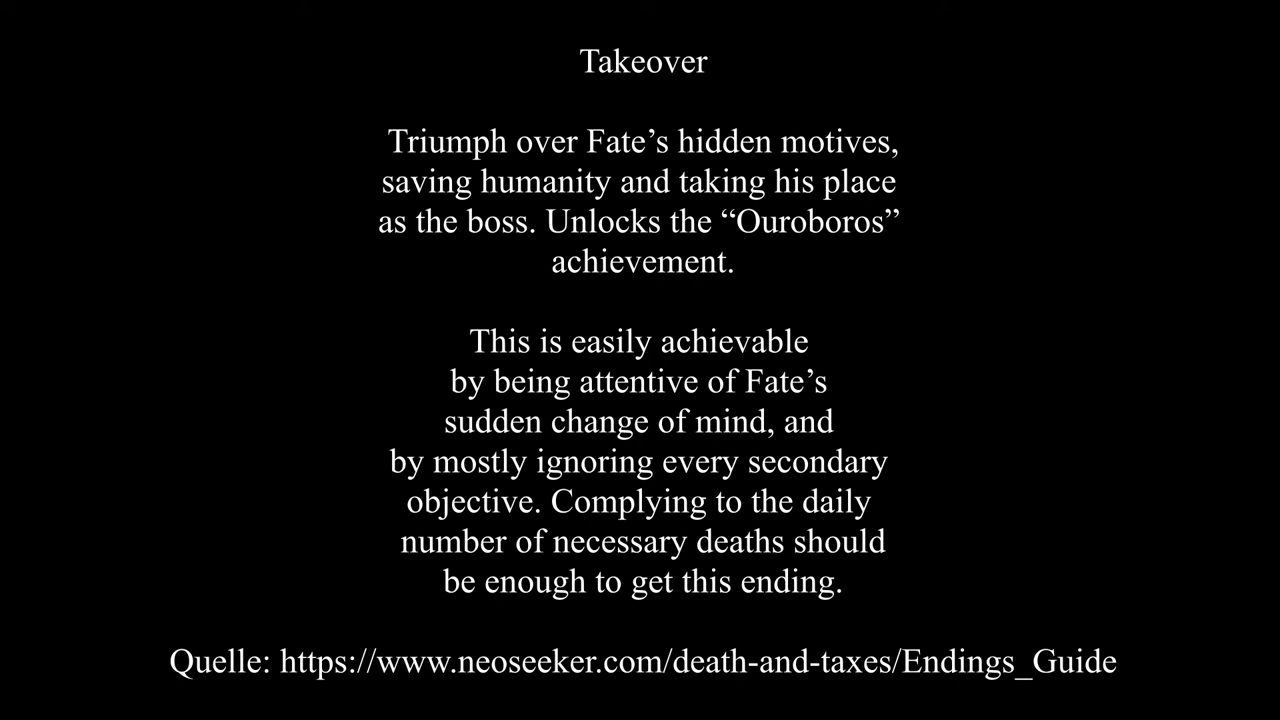 Takeover
Triumph over Fate’s hidden motives,
saving humanity and taking his place
as the boss. Unlocks the “Ouroboros”
achievement.
This is easily achievable
by being attentive of Fate’s
sudden change of mind, and
by mostly ignoring every secondary
objective. Complying to the daily
number of necessary deaths should
be enough to get this ending.
Quelle: https://www.neoseeker.com/death-and-taxes/Endings_Guide